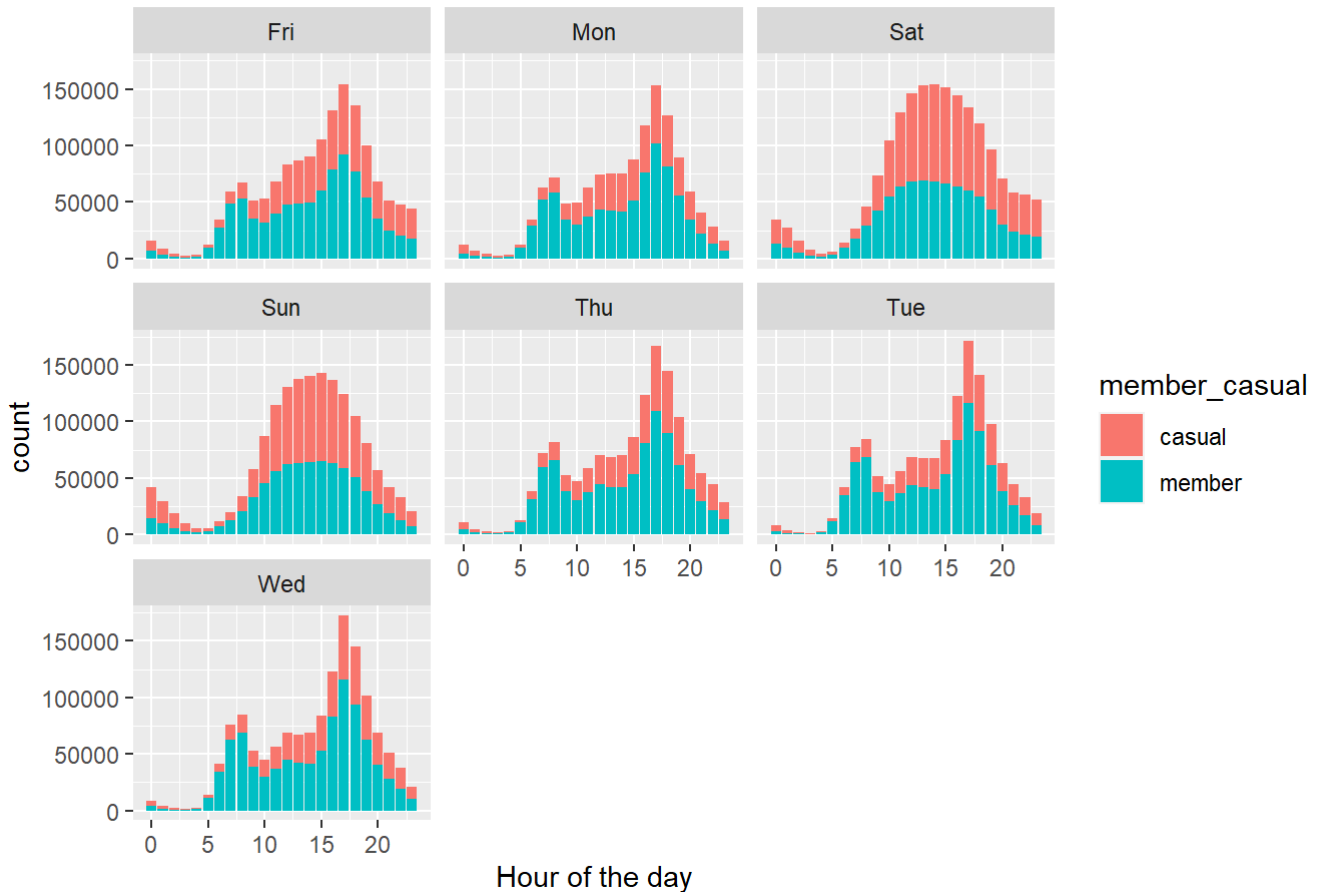 Fri
Mon
Sat
150000
100000
50000
0
Sun
Thu
Tue
150000
100000
50000
0
0 5 10 15 20
0 5 10 15 20
Wed
150000
100000
50000
0
0 5 10 15 20
count
Hour of the day
member_casual
casual
member